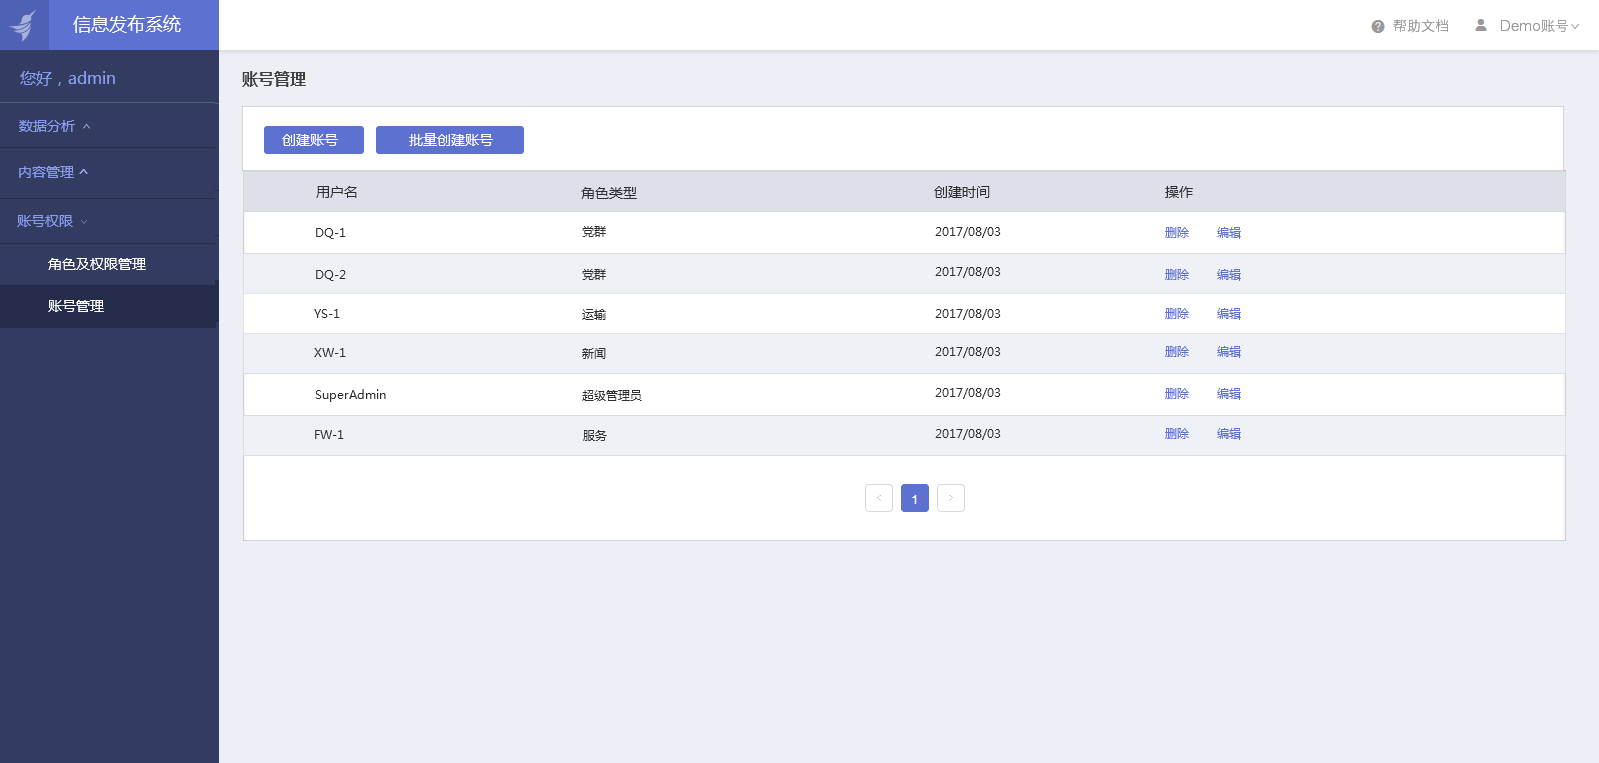 信息发布系统
帮助文档 Demo账号
您好，admin
数据分析
内容管理
账号权限
角色及权限管理
账号管理
账号管理
创建账号 批量创建账号
用户名 角色类型 创建时间 操作
DQ-1 党群 2017/08/03 删除 编辑
DQ-2 党群 2017/08/03 删除 编辑
YS-1 运输 2017/08/03 删除 编辑
XW-1 新闻 2017/08/03 删除 编辑
SuperAdmin 超级管理员 2017/08/03 删除 编辑
FW-1 服务 2017/08/03 删除 编辑
< 1 >